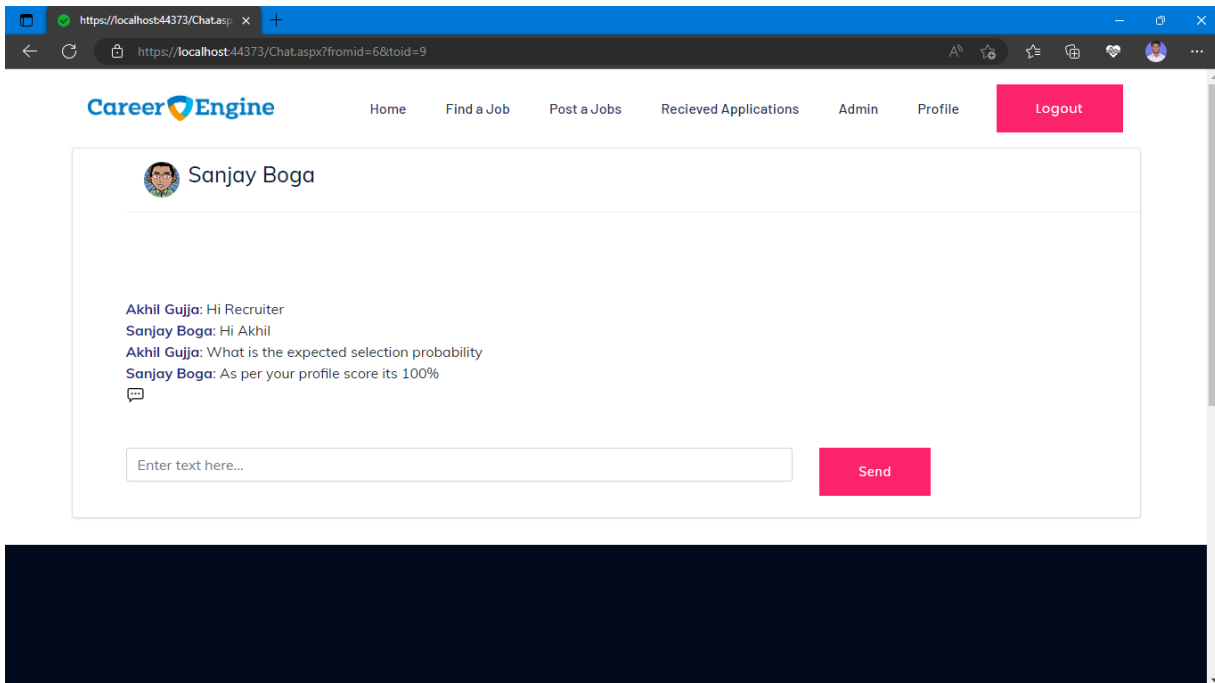 https://localhost:44373/Chat.asp
https://localhost:44373/Chat.aspx?fromid=6&toid=9
Career Engine
Home Find a Job Post a Jobs Recieved Applications Admin Profile Logout
Sanjay Boga
Akhil Gujja: Hi Recruiter
Sanjay Boga: Hi Akhil
Akhil Gujja: What is the expected selection probability
Sanjay Boga: As per your profile score its 100%
Enter text here... Send